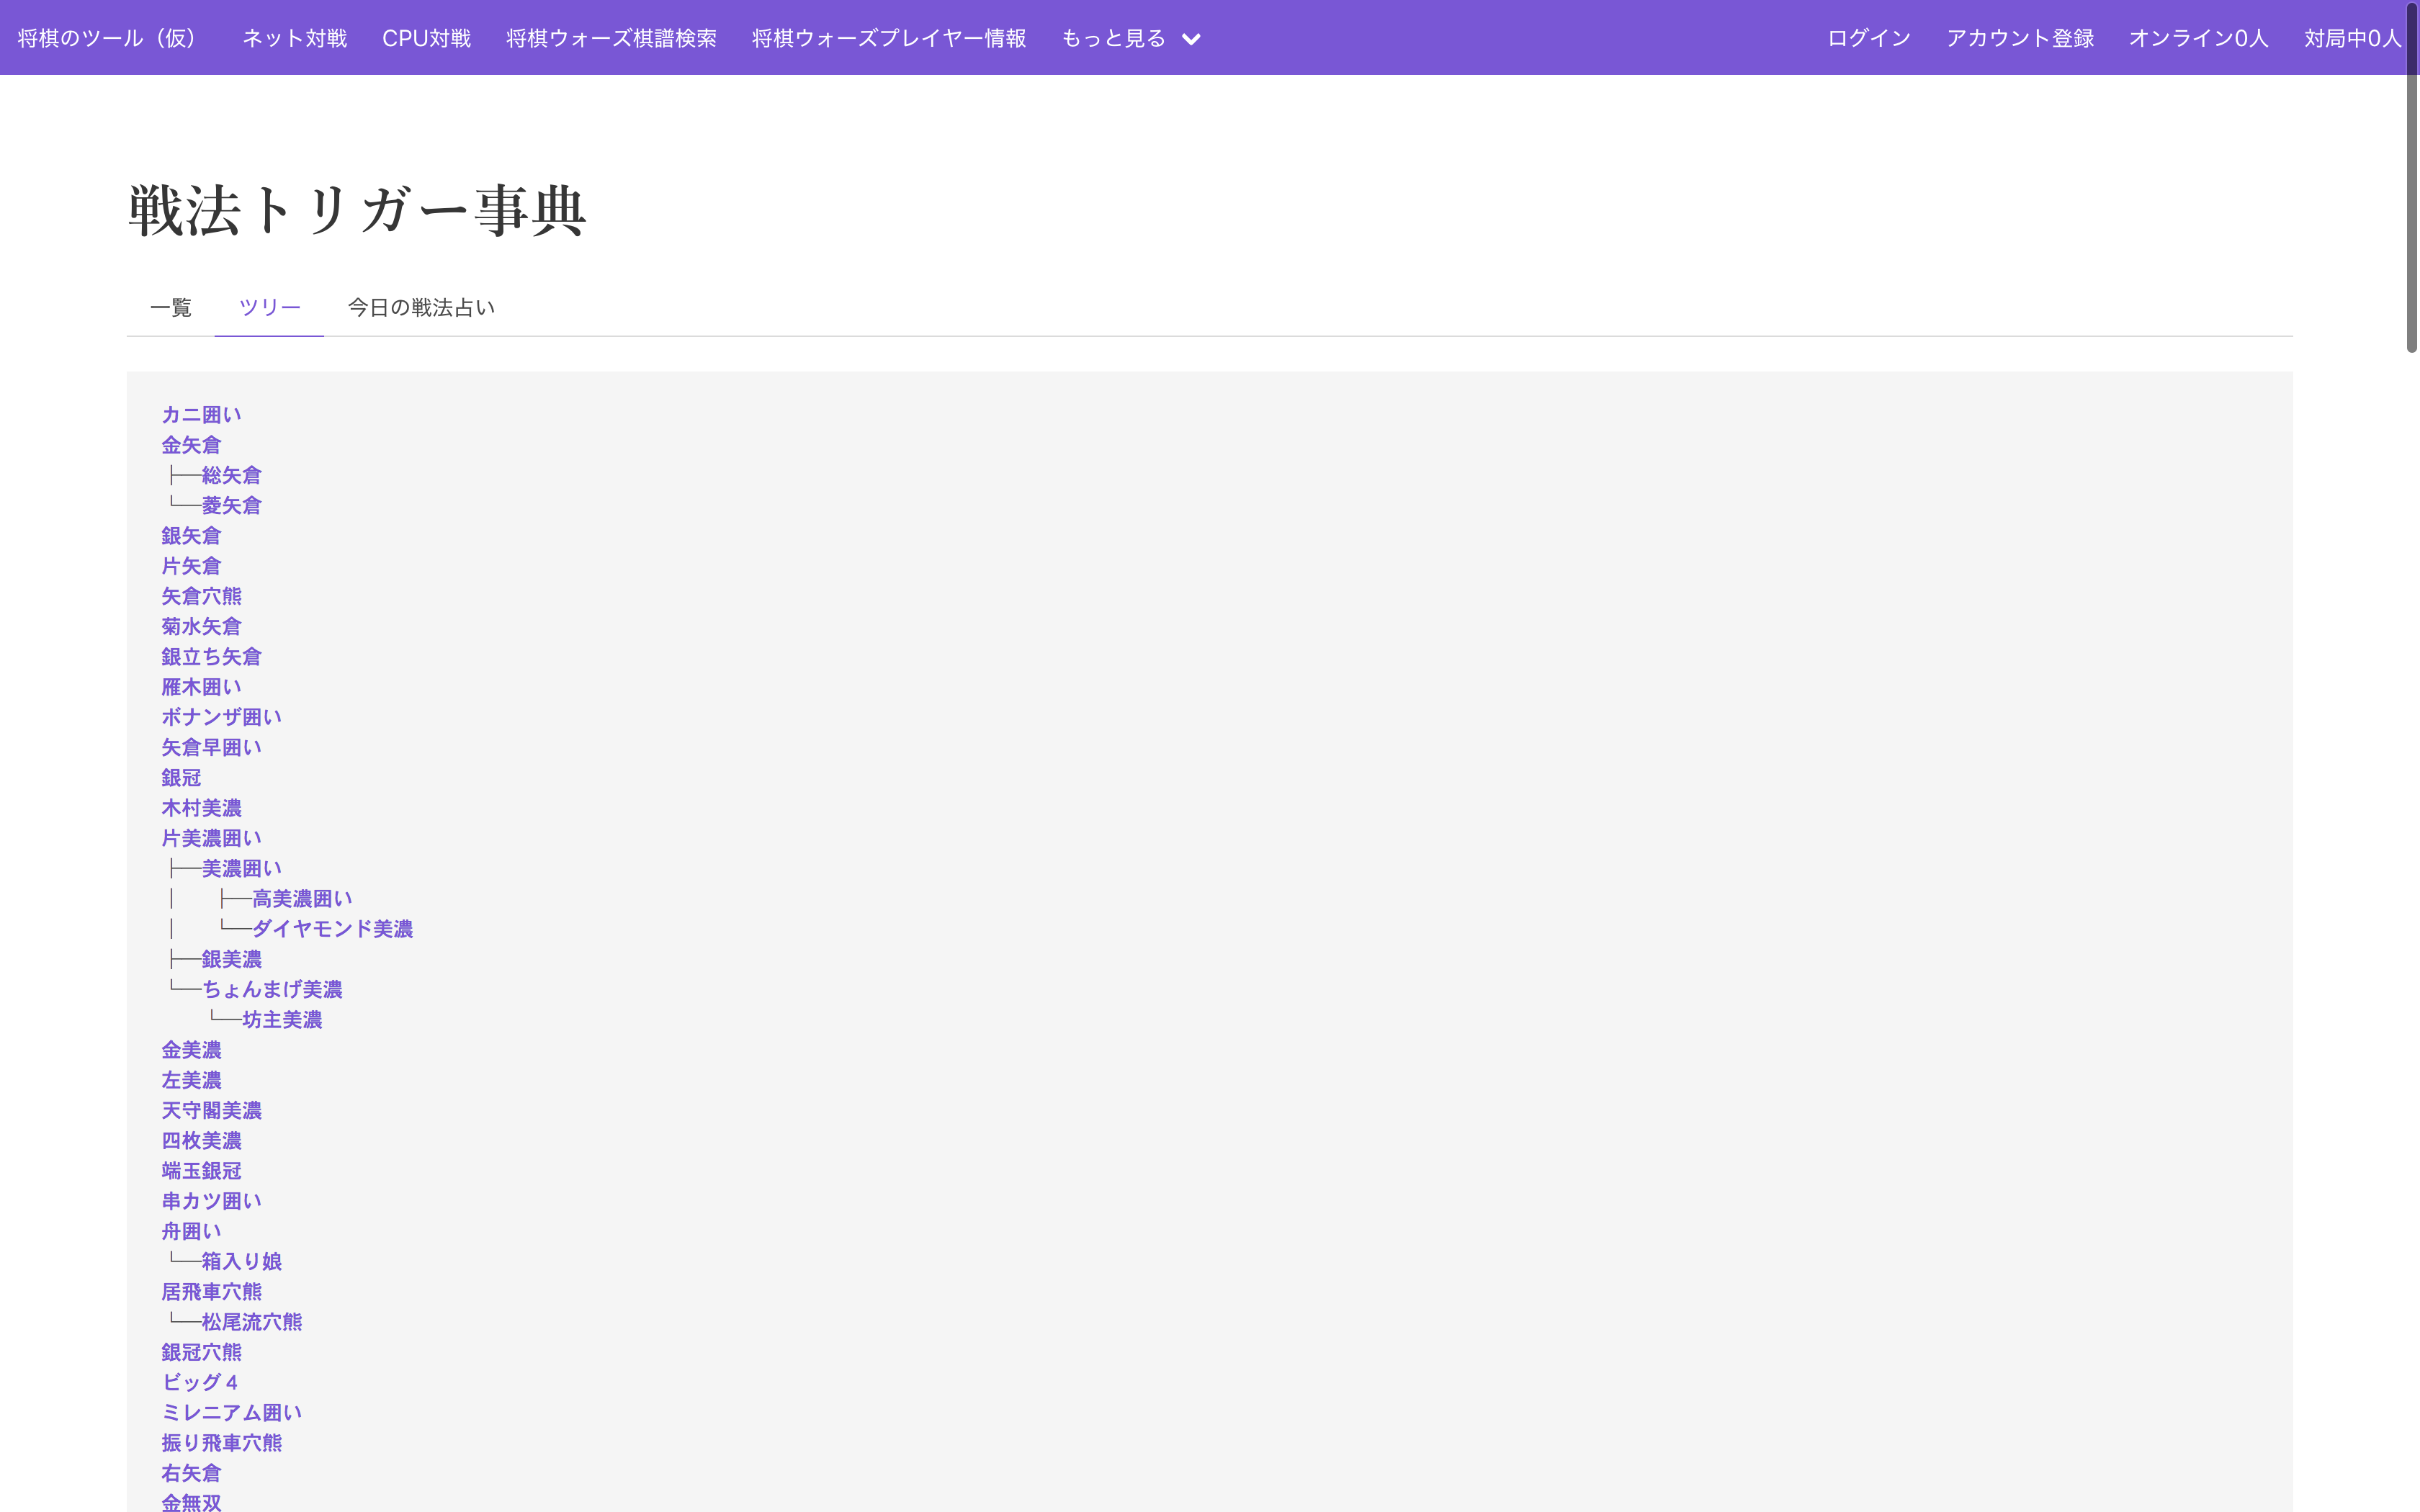 将棋のツール（仮） ネット対戦 CPU対戦 将棋ウォーズ棋譜検索 将棋ウォーズプレイヤー情報 もっと見る ログイン アカウント登録 オンライン0人 対局中0人
戦法トリガー事典
一覧 ツリー 今日の戦法占い
カニ囲い
金矢倉
├─総矢倉
└─菱矢倉
銀矢倉
片矢倉
矢倉穴熊
菊水矢倉
銀立ち矢倉
雁木囲い
ボナンザ囲い
矢倉早囲い
銀冠
木村美濃
片美濃囲い
├─美濃囲い
│ ├─高美濃囲い
│ └─ダイヤモンド美濃
├─銀美濃
└─ちょんまげ美濃
└─坊主美濃
金美濃
左美濃
天守閣美濃
四枚美濃
端玉銀冠
串カツ囲い
舟囲い
└─箱入り娘
居飛車穴熊
└─松尾流穴熊
銀冠穴熊
ビッグ４
ミレニアム囲い
振り飛車穴熊
右矢倉
金無双